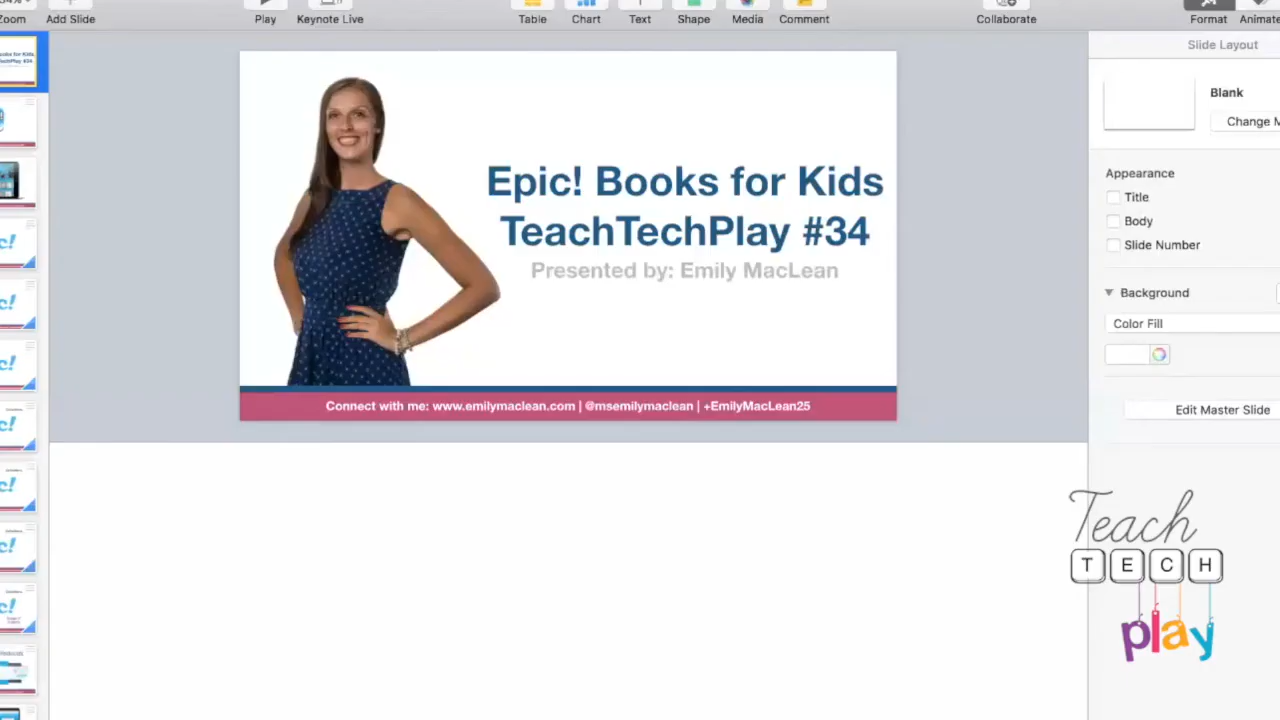 Zoom
Add Slide
Play
Keynote Live
Table
Chart
Text
Shape
Media
Comment
Collaborate
Format
Animate
Slide Layout
Blank
Change M
Appearance
Title
Body
Slide Number
Background
Color Fill
Edit Master Slide
Epic! Books for Kids
TeachTechPlay #34
Presented by: Emily MacLean
Connect with me: www.emilymaclean.com | @msemilymaclean | +EmilyMacLean25
Teach
TECH
play